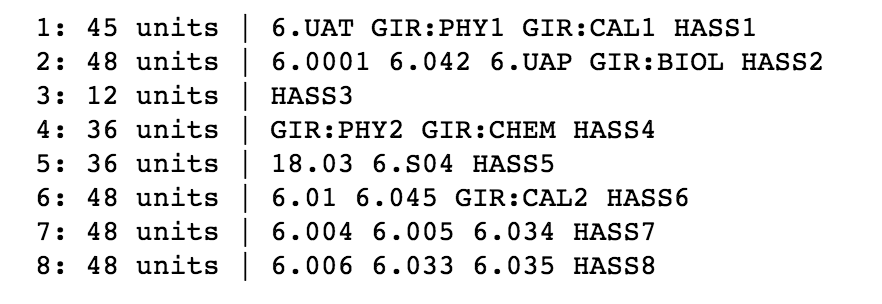 1: 45 units | 6.UAT GIR:PHY1 GIR:CAL1 HASS1
2: 48 units | 6.0001 6.042 6.UAP GIR:BIOL HASS2
3: 12 units | HASS3
4: 36 units | GIR:PHY2 GIR:CHEM HASS4
5: 36 units | 18.03 6.S04 HASS5
6: 48 units | 6.01 6.045 GIR:CAL2 HASS6
7: 48 units | 6.004 6.005 6.034 HASS7
8: 48 units | 6.006 6.033 6.035 HASS8